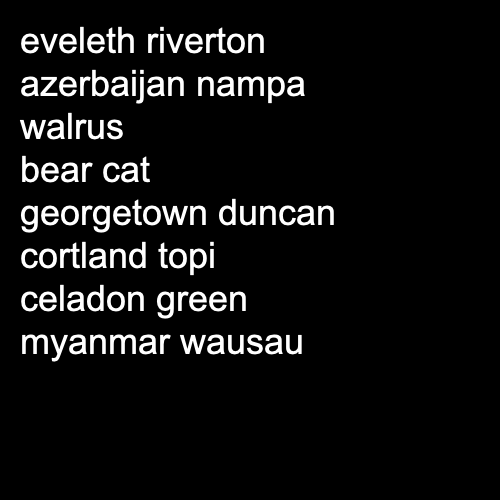 eveleth riverton
azerbaijan nampa
walrus
bear cat
georgetown duncan
cortland topi
celadon green
myanmar wausau